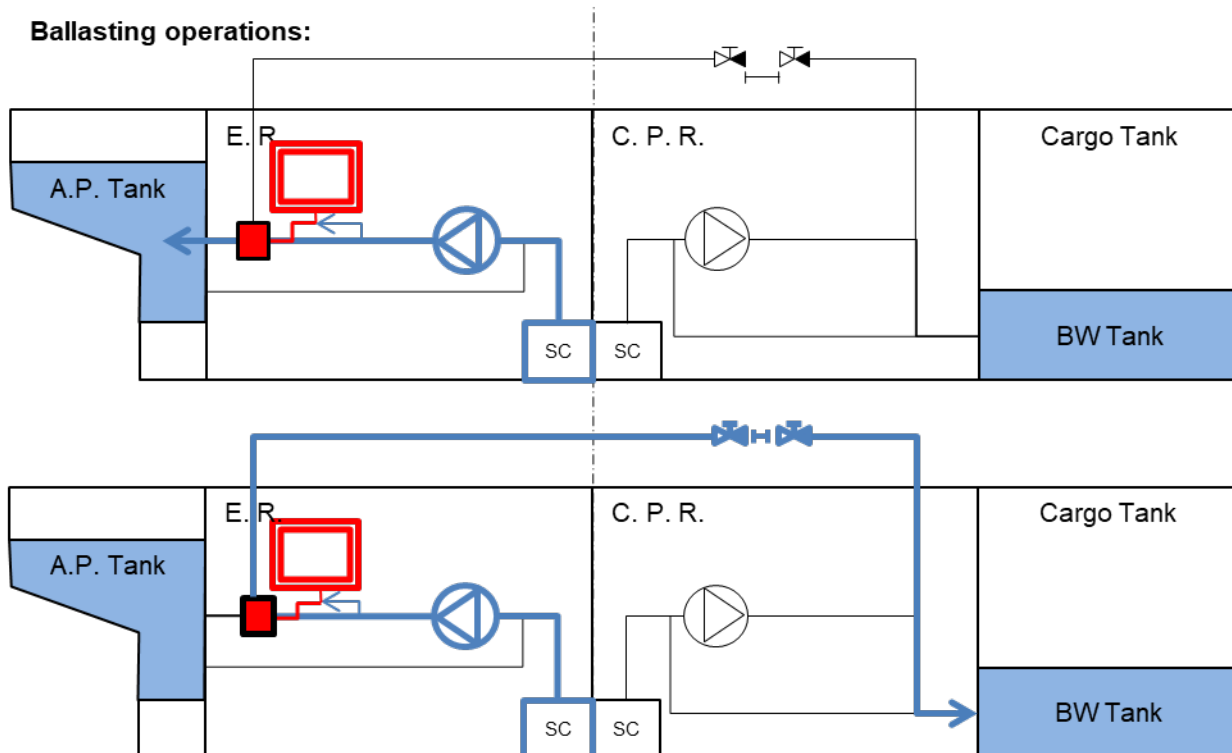 Ballasting operations:
E. R.
C. P. R.
Cargo Tank
A.P. Tank
BW Tank
SC
SC
E. R.
C. P. R.
Cargo Tank
A.P. Tank
BW Tank
SC
SC